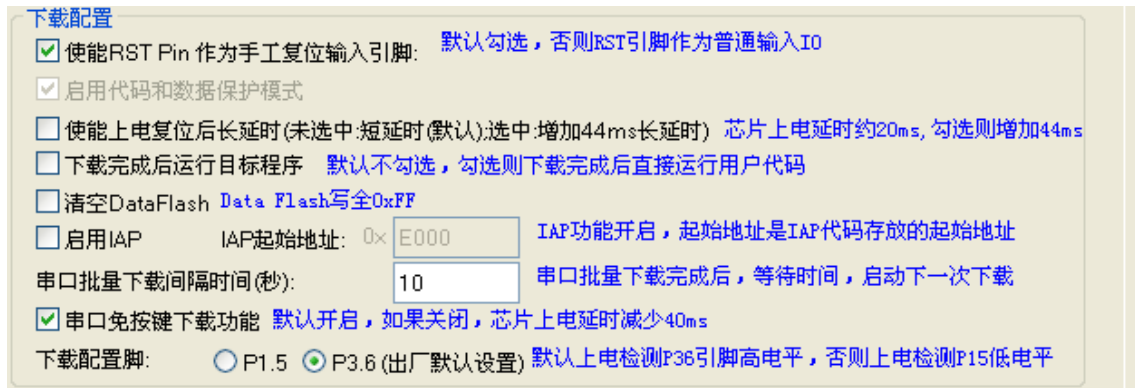 下载配置
使能RST Pin 作为手工复位输入引脚: 默认勾选，否则RST引脚作为普通输入IO
启用代码和数据保护模式
使能上电复位后长延时(未选中:短延时(默认);选中:增加44ms长延时) 芯片上电延时约20ms,勾选则增加44ms
下载完成后运行目标程序 默认不勾选，勾选则下载完成后直接运行用户代码
清空DataFlash Data Flash写全0xFF
启用IAP IAP起始地址: 0x E000 IAP功能开启，起始地址是IAP代码存放的起始地址
串口批量下载间隔时间(秒): 10 串口批量下载完成后，等待时间，启动下一次下载
串口免按键下载功能 默认开启，如果关闭，芯片上电延时减少40ms
下载配置脚: P1.5 P3.6(出厂默认设置) 默认上电检测P36引脚高电平，否则上电检测P15低电平